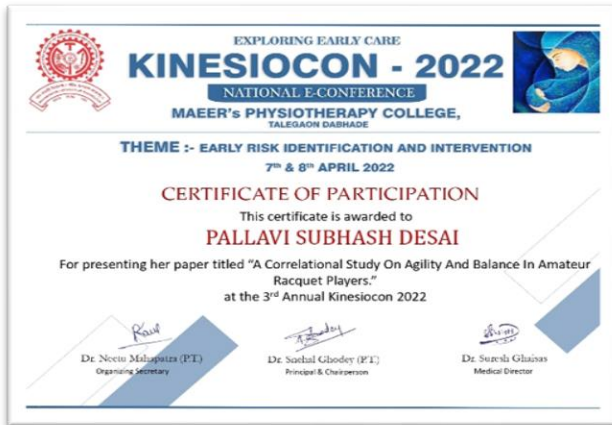 EXPLORING EARLY CARE
KINESIOCON - 2022
NATIONAL E-CONFERENCE
MAEER's PHYSIOTHERAPY COLLEGE,
TALEGAON DABHADE
THEME :- EARLY RISK IDENTIFICATION AND INTERVENTION
7th & 8th APRIL 2022
CERTIFICATE OF PARTICIPATION
This certificate is awarded to
PALLAVI SUBHASH DESAI
For presenting her paper titled “A Correlational Study On Agility And Balance In Amateur
Racquet Players.”
at the 3rd Annual Kinesiocon 2022
Dr. Neetu Mahapatra (P.T.)
Organizing Secretary
Dr. Snehal Ghodey (P.T.)
Principal & Chairperson
Dr. Suresh Ghaisas
Medical Director